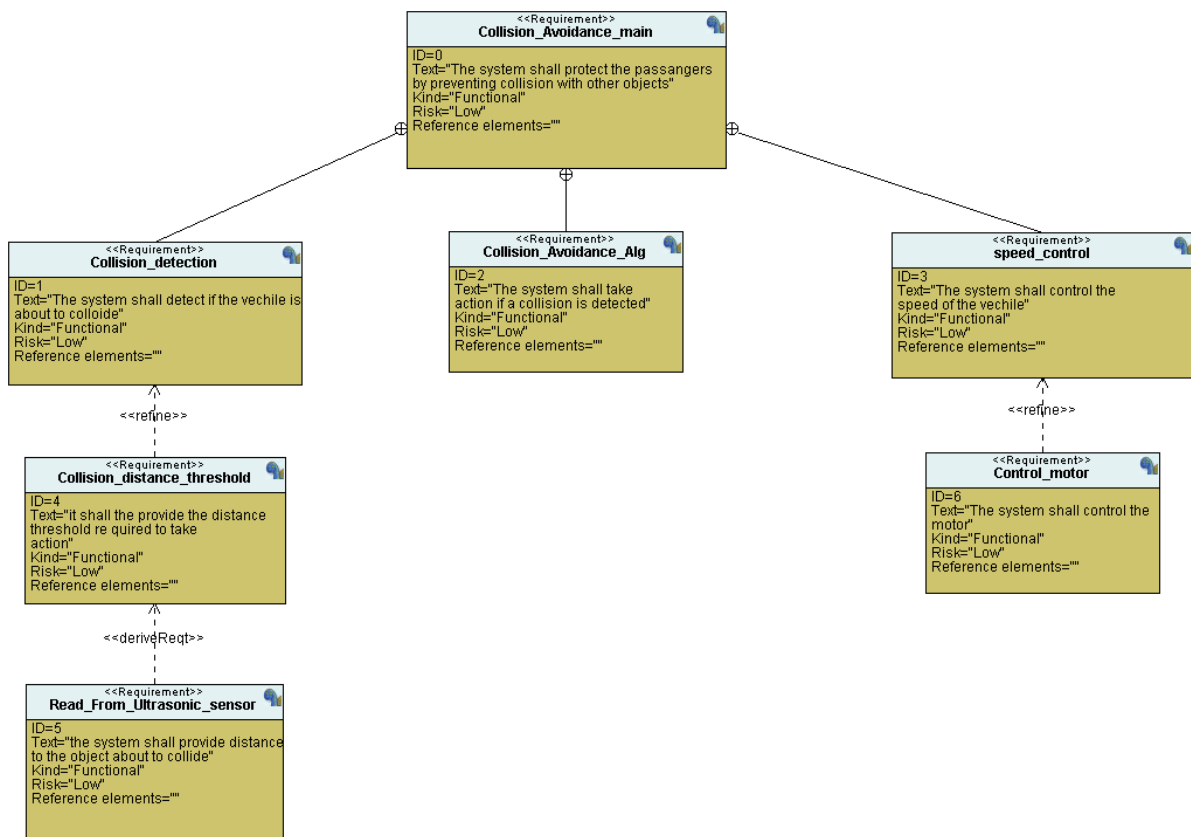 <<Requirement>>
Collision_Avoidance_main
ID=0
Text="The system shall protect the passangers
by preventing collision with other objects"
Kind="Functional"
Risk="Low"
Reference elements=""
<<Requirement>>
Collision_detection
ID=1
Text="The system shall detect if the vechile is
about to colloide"
Kind="Functional"
Risk="Low"
Reference elements=""
<<Requirement>>
Collision_Avoidance_Alg
ID=2
Text="The system shall take
action if a collision is detected"
Kind="Functional"
Risk="Low"
Reference elements=""
<<Requirement>>
speed_control
ID=3
Text="The system shall control the
speed of the vechile"
Kind="Functional"
Risk="Low"
Reference elements=""
<<refine>>
<<refine>>
<<Requirement>>
Collision_distance_threshold
ID=4
Text="it shall the provide the distance
threshold re quired to take
action"
Kind="Functional"
Risk="Low"
Reference elements=""
<<Requirement>>
Control_motor
ID=6
Text="The system shall control the
motor"
Kind="Functional"
Risk="Low"
Reference elements=""
<<deriveReqt>>
<<Requirement>>
Read_From_Ultrasonic_sensor
ID=5
Text="the system shall provide distance
to the object about to collide"
Kind="Functional"
Risk="Low"
Reference elements=""